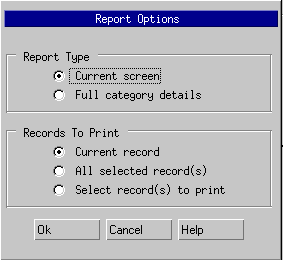 Report Options
Report Type
Current screen
Full category details
Records To Print
Current record
All selected record(s)
Select record(s) to print
Ok Cancel Help